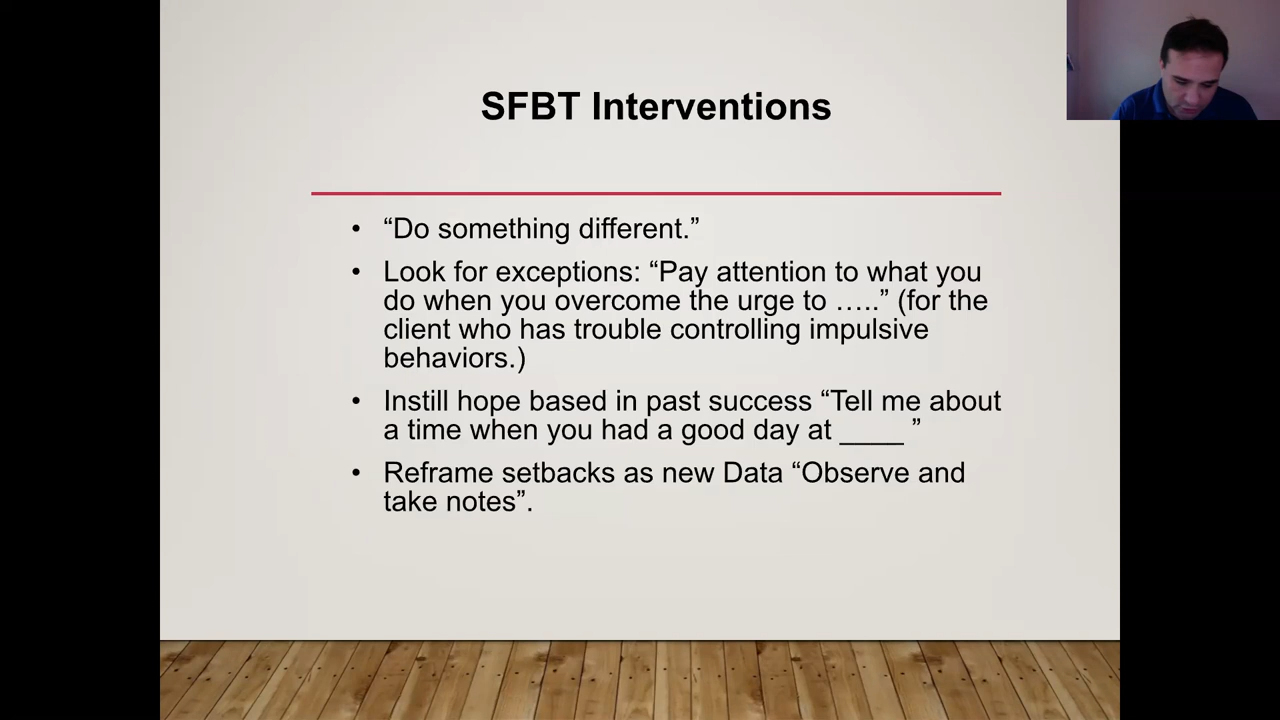 SFBT Interventions
• “Do something different.”
• Look for exceptions: “Pay attention to what you
do when you overcome the urge to …..” (for the
client who has trouble controlling impulsive
behaviors.)
• Instill hope based in past success “Tell me about
a time when you had a good day at ____ ”
• Reframe setbacks as new Data “Observe and
take notes”.